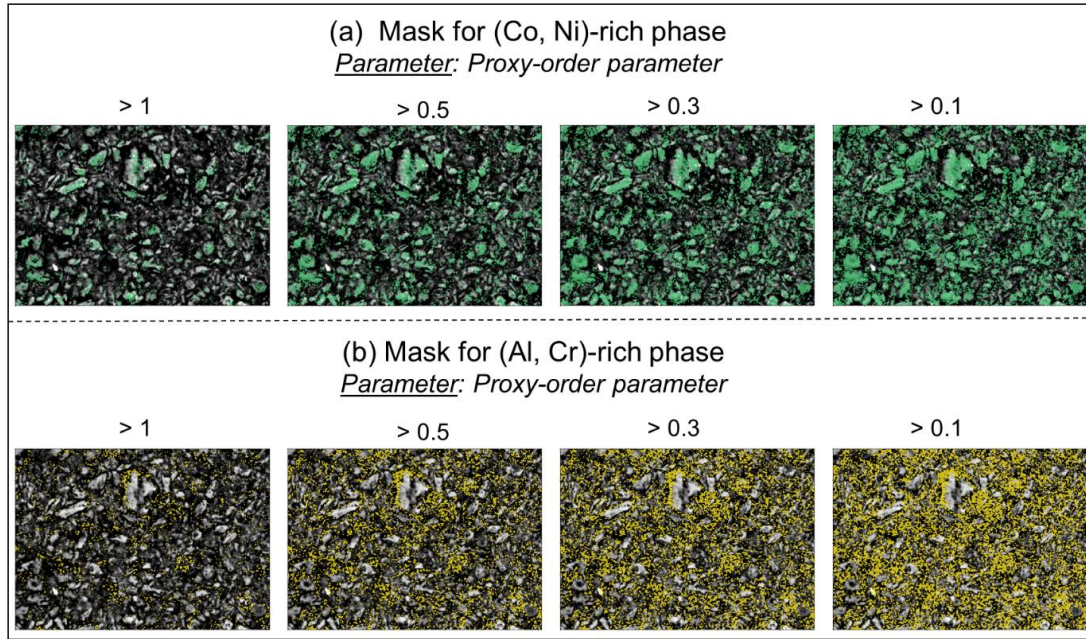 (a) Mask for (Co, Ni)-rich phase
Parameter: Proxy-order parameter
> 1 > 0.5 > 0.3 > 0.1
(b) Mask for (Al, Cr)-rich phase
Parameter: Proxy-order parameter
> 1 > 0.5 > 0.3 > 0.1